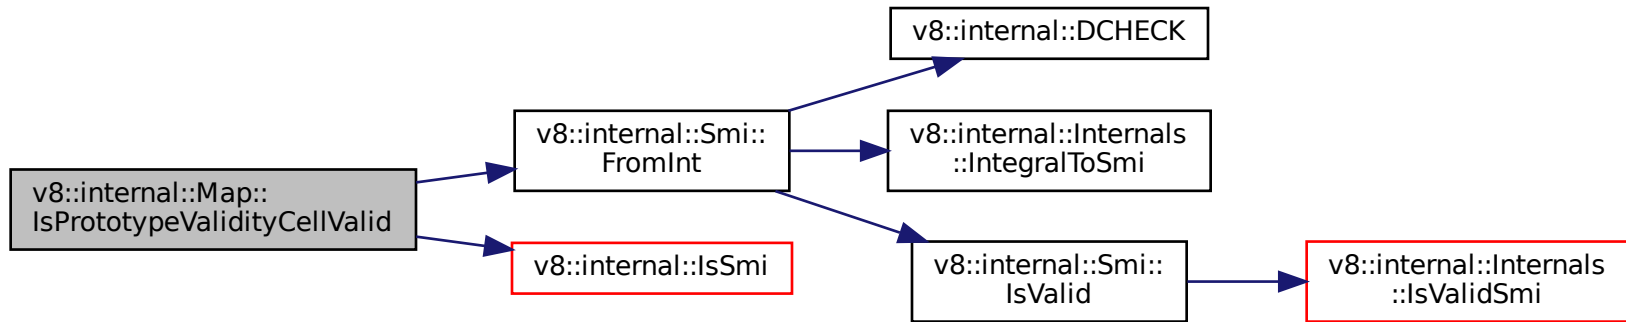 v8::internal::DCHECK
v8::internal::Smi::
FromInt
v8::internal::Internals
::IntegralToSmi
v8::internal::Map::
IsPrototypeValidityCellValid
v8::internal::IsSmi
v8::internal::Smi::
IsValid
v8::internal::Internals
::IsValidSmi